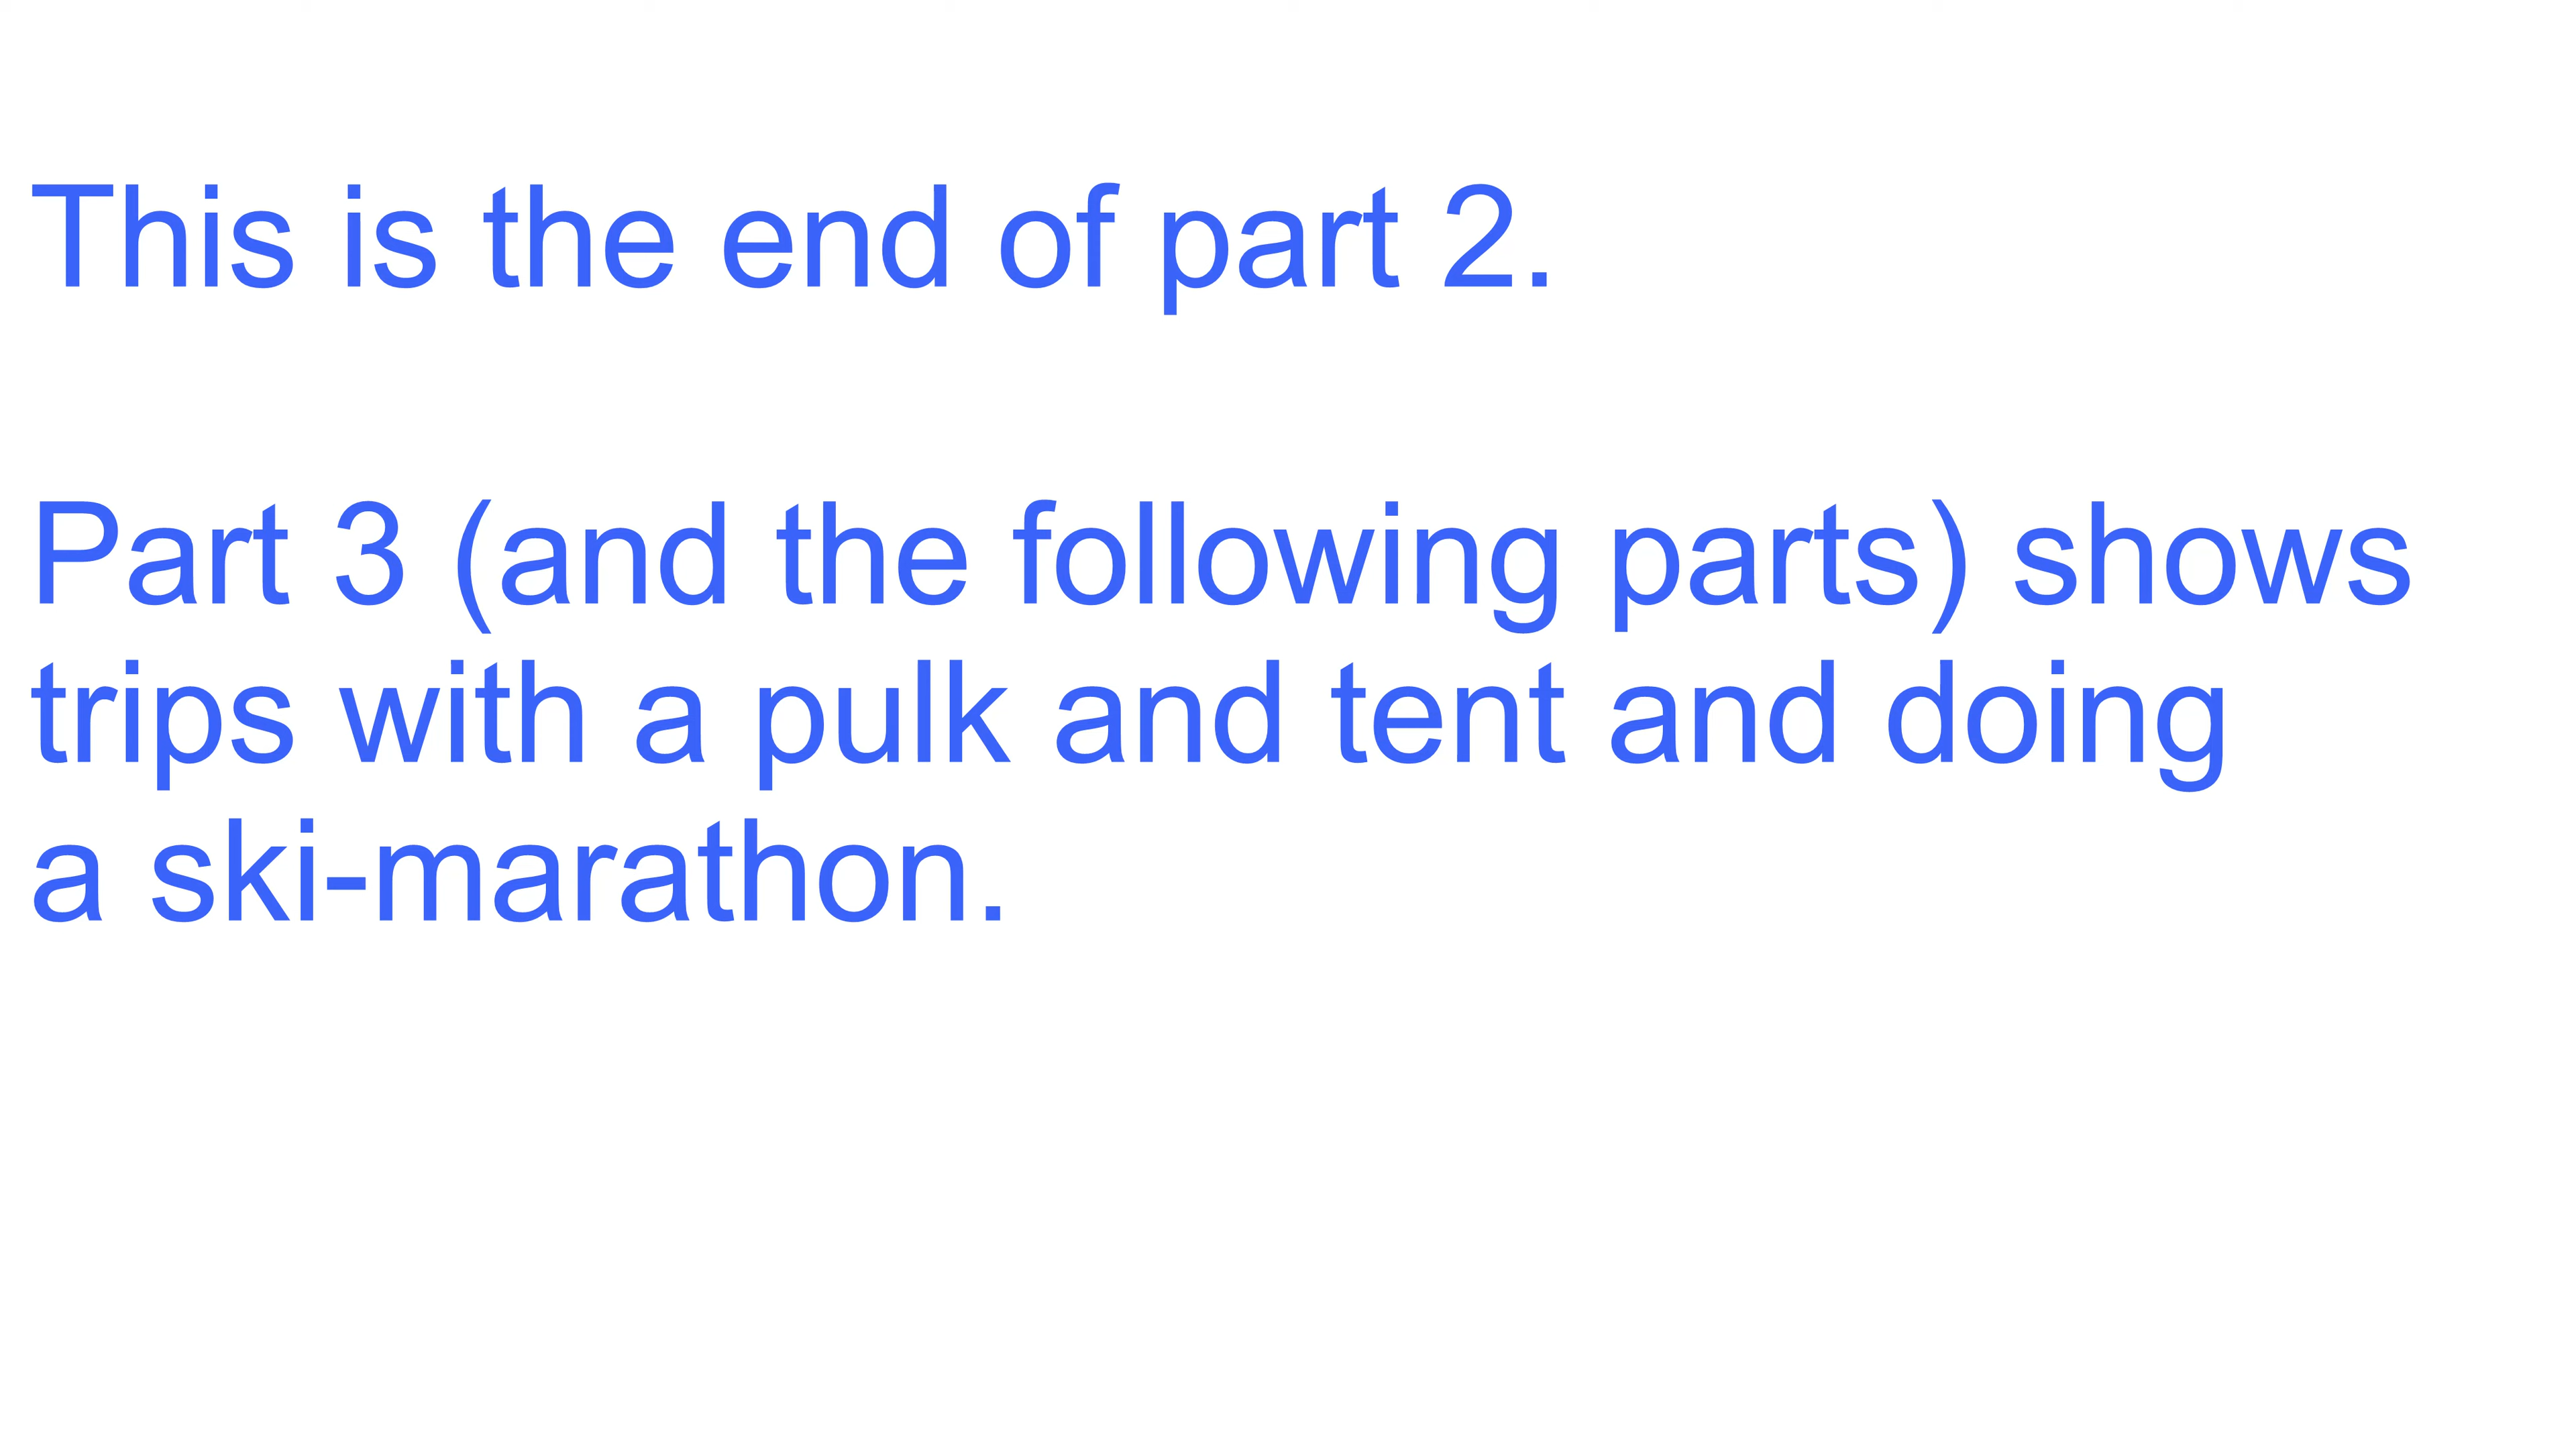 This is the end of part 2.
Part 3 (and the following parts) shows
trips with a pulk and tent and doing
a ski-marathon.